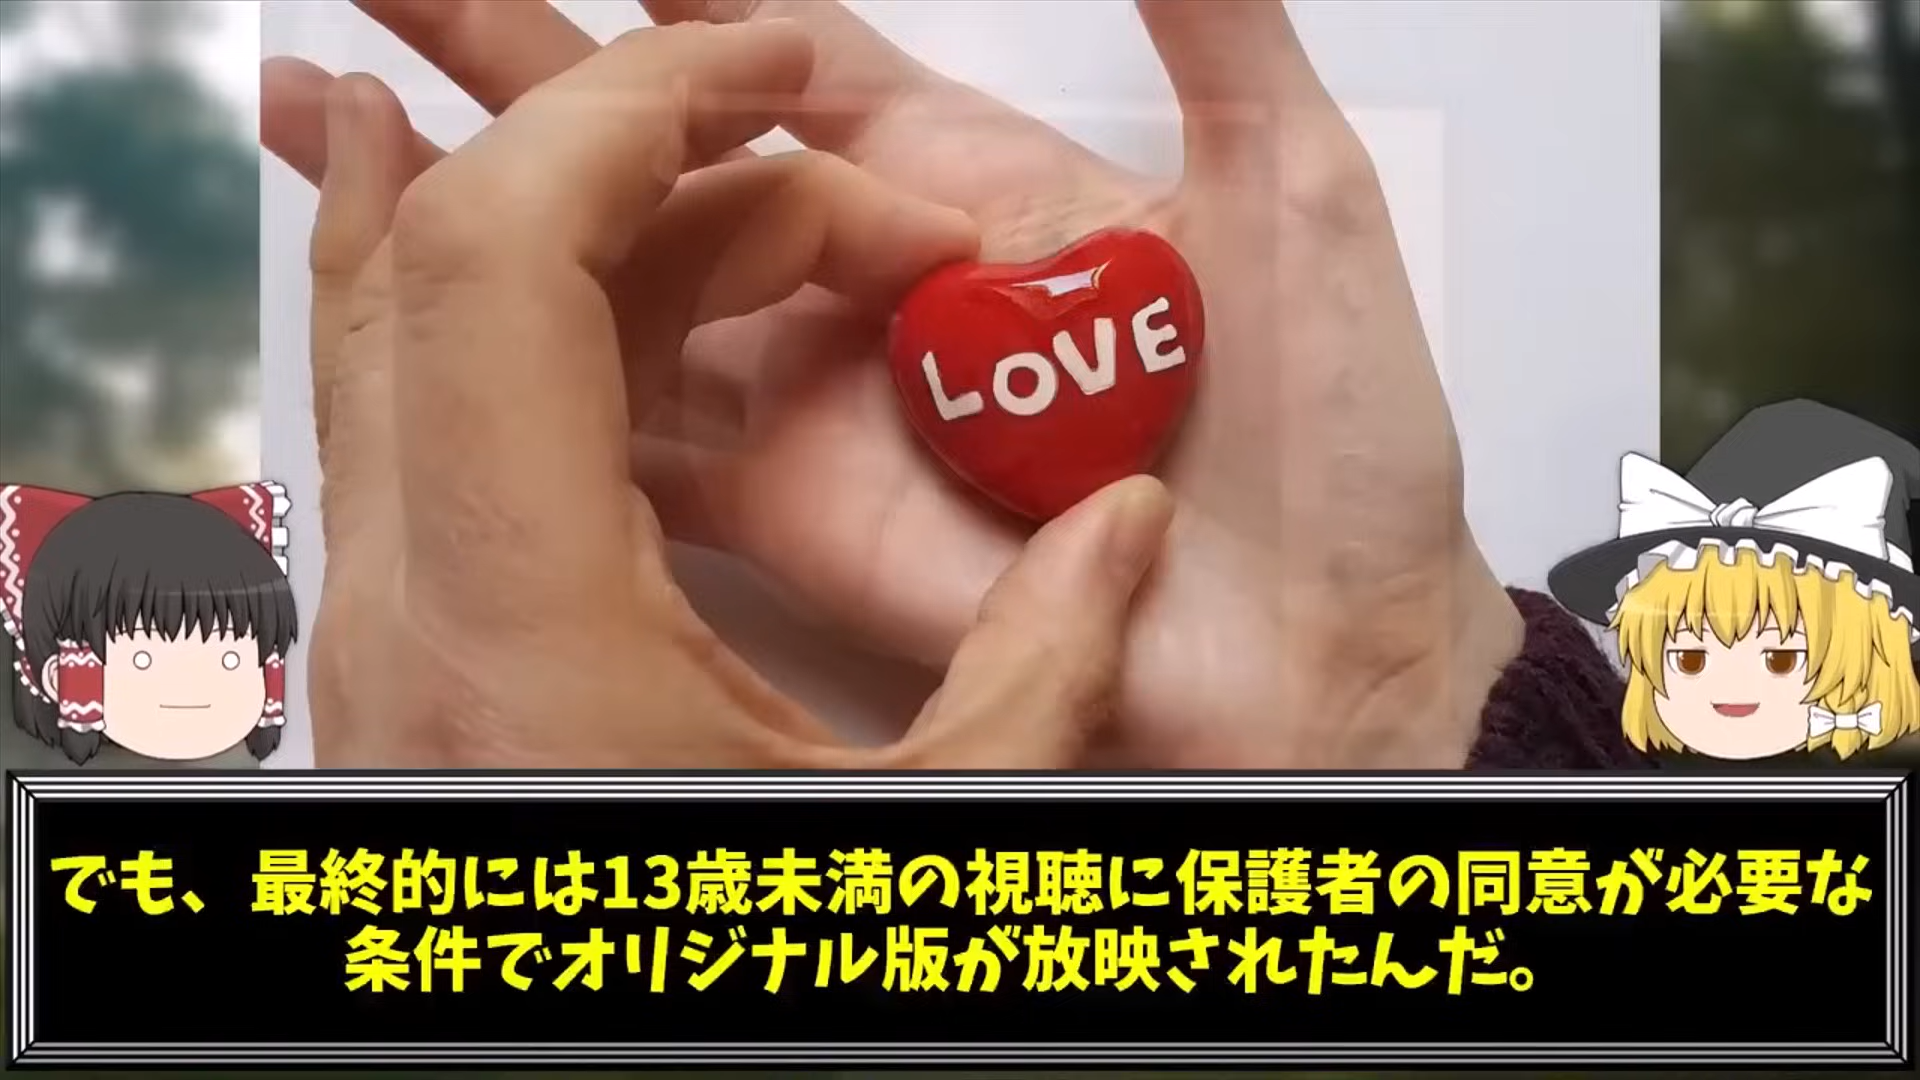 LOVE
でも、最終的には13歳未満の視聴に保護者の同意が必要な
条件でオリジナル版が放映されたんだ。